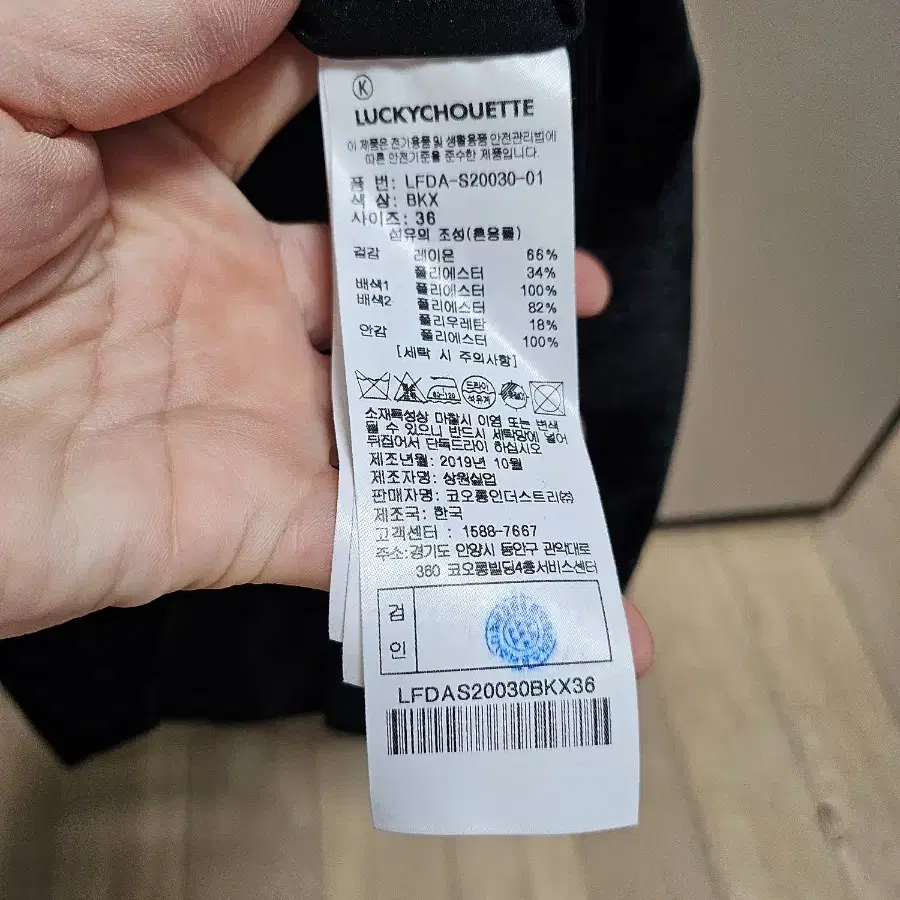 K
LUCKYCHOUETTE
이 제품은 전기용품 및 생활용품 안전관리법에
따른 안전기준을 준수한 제품입니다.
품 번: LFDA-S20030-01
색 상: BKX
사이즈: 36
섬유의 조성(혼용률)
겉감 레이온 66%
폴리에스터 34%
배색1 폴리에스터 100%
배색2 폴리에스터 82%
폴리우레탄 18%
안감 폴리에스터 100%
[세탁 시 주의사항]
드라이
석유계
소재특성상 마찰시 이염 또는 변색
될 수 있으니 반드시 세탁망에 넣어
뒤집어서 단독드라이 하십시오
제조년월: 2019년 10월
제조자명: 상원실업
판매자명: 코오롱인더스트리㈜
제조국: 한국
고객센터 : 1588-7667
주소:경기도 안양시 동안구 관악대로
360 코오롱빌딩4층서비스센터
검
인
LFDAS20030BKX36